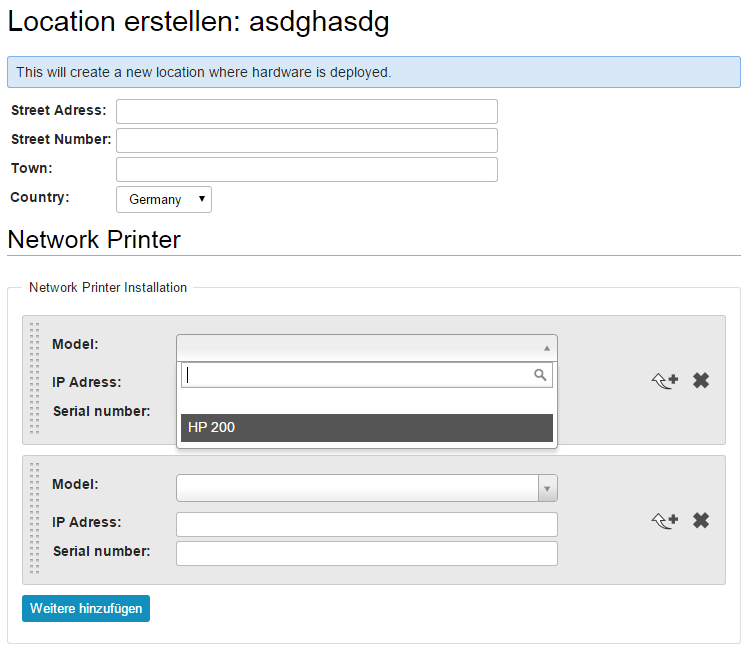 Location erstellen: asdghasdg
This will create a new location where hardware is deployed.
Street Adress:
Street Number:
Town:
Country: Germany
Network Printer
Network Printer Installation
Model:
IP Adress:
Serial number:
HP 200
Model:
IP Adress:
Serial number:
Weitere hinzufügen